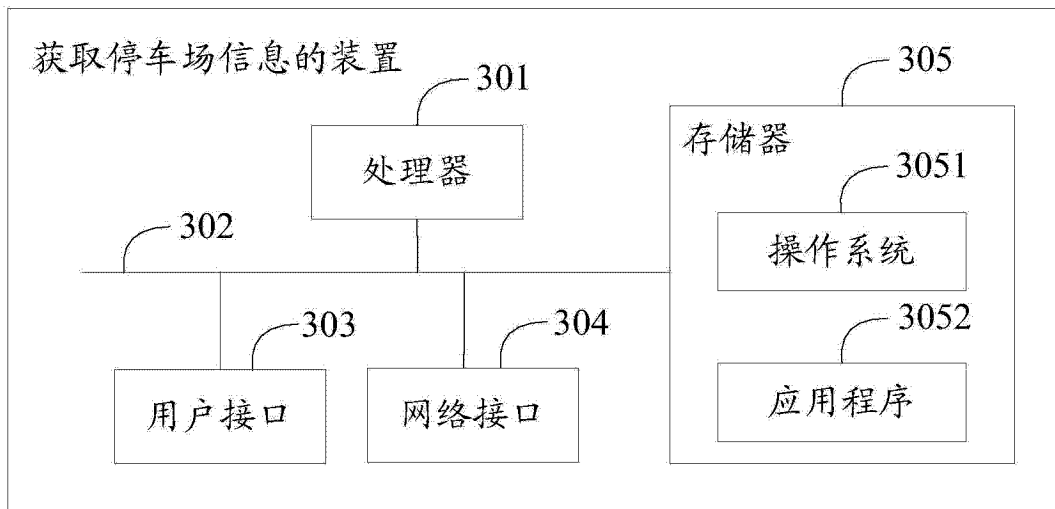 获取停车场信息的装置
301
305
处理器
存储器
3051
302
操作系统
303
304
3052
用户接口
网络接口
应用程序